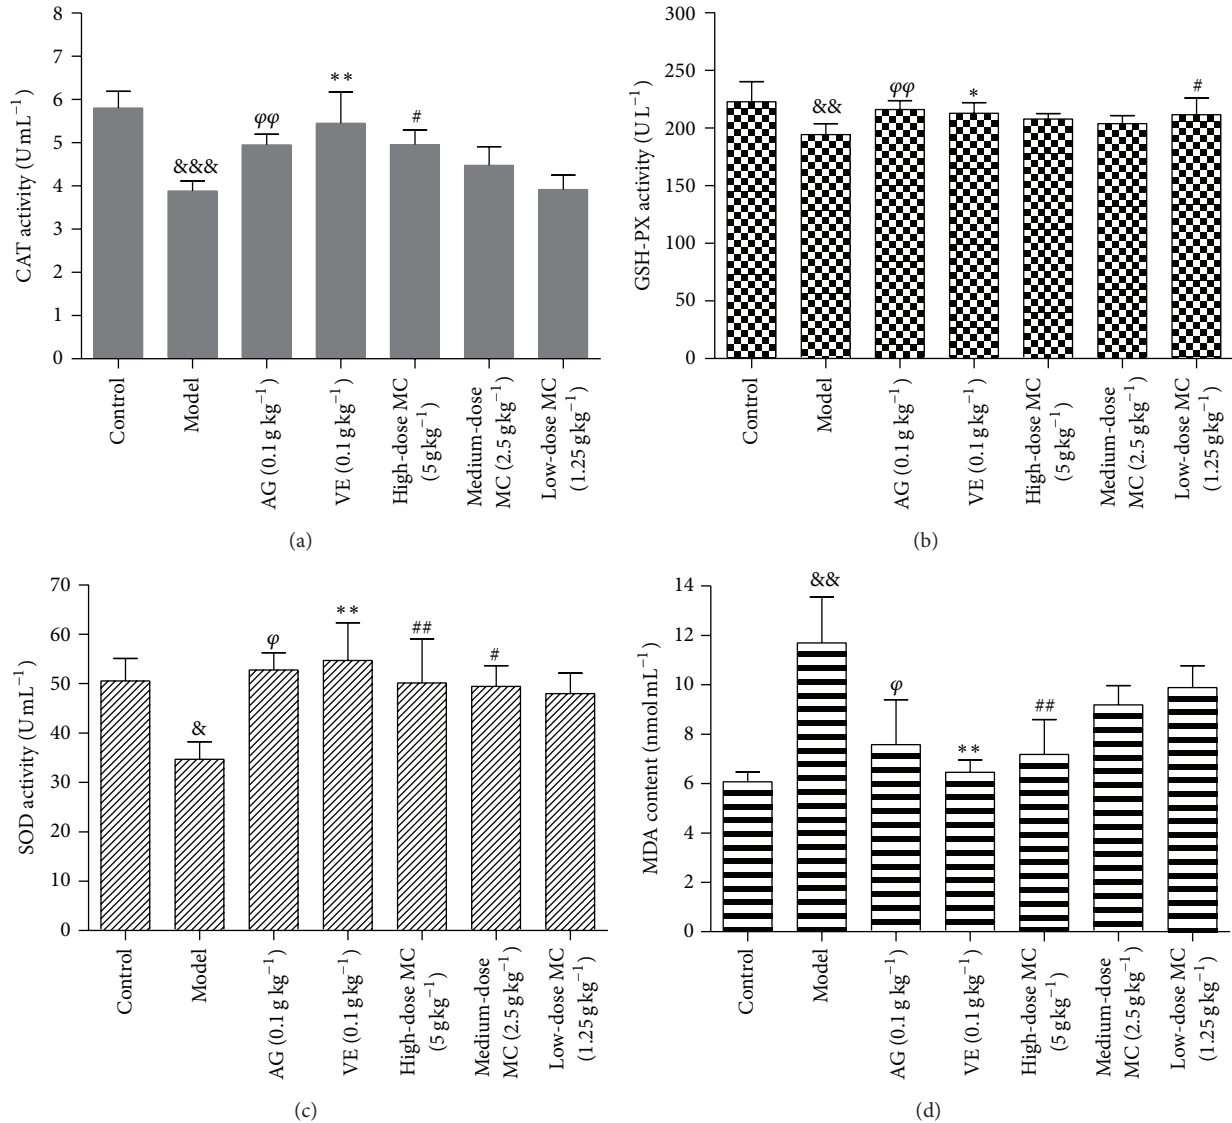 8
7
6
5
4
3
4
1
0
CAT activity (U mL−1)
&&&
φφ
**
#
Control
Model
AG (0.1 g kg−1)
VE (0.1 g kg−1)
High-dose MC
(5 g kg−1)
Medium-dose
MC (2.5 g kg−1)
Low-dose MC
(1.25 g kg−1)
(a)
300
250
200
150
100
50
0
GSH-PX activity (U L−1)
&&
φφ
*
#
Control
Model
AG (0.1 g kg−1)
VE (0.1 g kg−1)
High-dose MC
(5 g kg−1)
Medium-dose
MC (2.5 g kg−1)
Low-dose MC
(1.25 g kg−1)
(b)
70
60
50
40
30
20
10
0
SOD activity (U mL−1)
&
φ
**
##
#
Control
Model
AG (0.1 g kg−1)
VE (0.1 g kg−1)
High-dose MC
(5 g kg−1)
Medium-dose
MC (2.5 g kg−1)
Low-dose MC
(1.25 g kg−1)
(c)
14
12
10
8
6
4
2
0
MDA content (nmol mL−1)
&&
φ
**
##
Control
Model
AG (0.1 g kg−1)
VE (0.1 g kg−1)
High-dose MC
(5 g kg−1)
Medium-dose
MC (2.5 g kg−1)
Low-dose MC
(1.25 g kg−1)
(d)